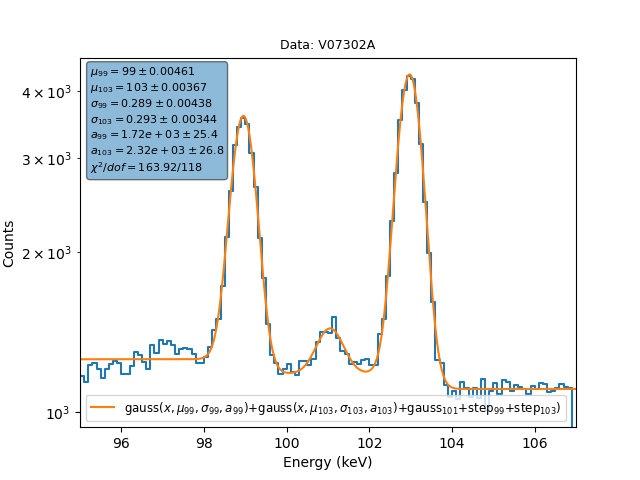 Data: V07302A
μ₉₉ = 99 ± 0.00461
μ₁₀₃ = 103 ± 0.00367
σ₉₉ = 0.289 ± 0.00438
σ₁₀₃ = 0.293 ± 0.00344
a₉₉ = 1.72e + 03 ± 25.4
a₁₀₃ = 2.32e + 03 ± 26.8
χ²/dof = 163.92/118
4 × 10³
3 × 10³
2 × 10³
10³
Counts
gauss(x, μ₉₉, σ₉₉, a₉₉)+gauss(x, μ₁₀₃, σ₁₀₃, a₁₀₃)+gauss₁₀₁+step₉₉+step₁₀₃)
96 98 100 102 104 106
Energy (keV)